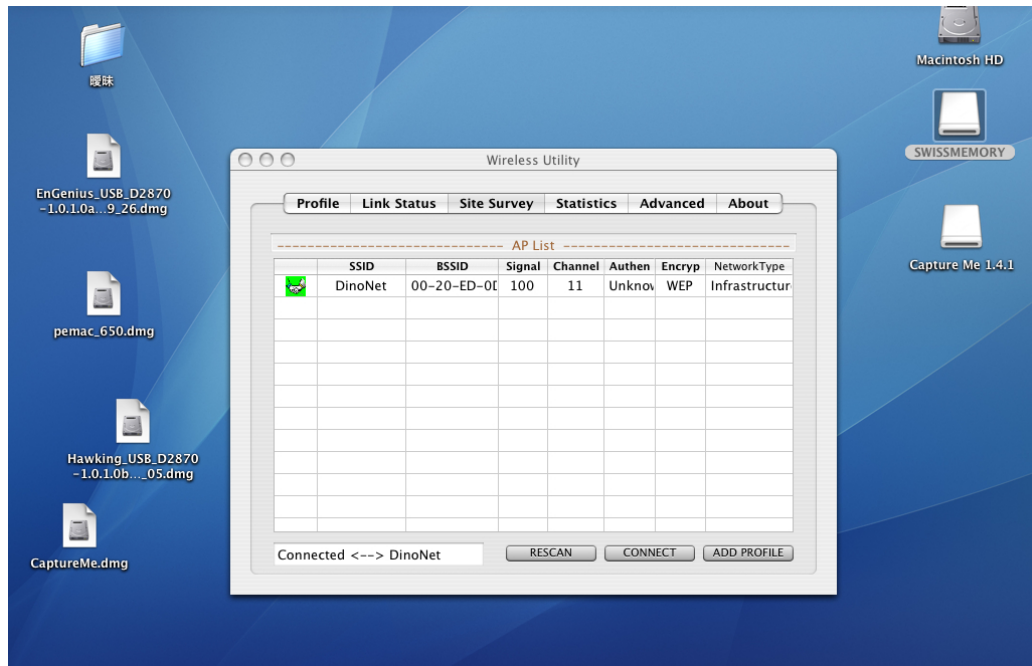 曖昧
EnGenius_USB_D2870
-1.0.1.0a...9_26.dmg
pemac_650.dmg
Hawking_USB_D2870
-1.0.1.0b..._05.dmg
CaptureMe.dmg
Wireless Utility
Profile Link Status Site Survey Statistics Advanced About
AP List
SSID BSSID Signal Channel Authen Encryp NetworkType
DinoNet 00-20-ED-0D 100 11 Unknow WEP Infrastructur
Connected <--> DinoNet RESCAN CONNECT ADD PROFILE
Macintosh HD
SWISSMEMORY
Capture Me 1.4.1